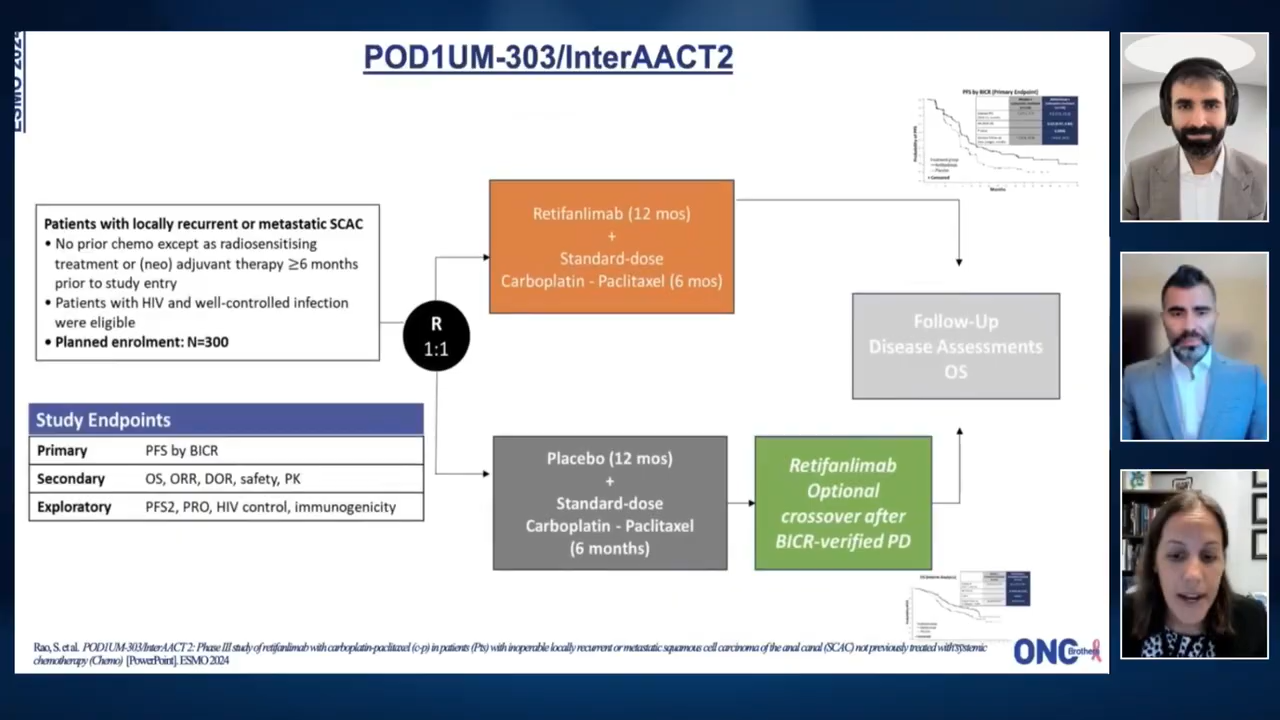 ESMO 2024
POD1UM-303/InterAACT2
PFS by BICR (Primary Endpoint)
Probability of PFS
Months
Patients with locally recurrent or metastatic SCAC
• No prior chemo except as radiosensitising
treatment or (neo) adjuvant therapy ≥6 months
prior to study entry
• Patients with HIV and well-controlled infection
were eligible
• Planned enrolment: N=300
R
1:1
Retifanlimab (12 mos)
+
Standard-dose
Carboplatin - Paclitaxel (6 mos)
Follow-Up
Disease Assessments
OS
Study Endpoints
Primary PFS by BICR
Secondary OS, ORR, DOR, safety, PK
Exploratory PFS2, PRO, HIV control, immunogenicity
Placebo (12 mos)
+
Standard-dose
Carboplatin - Paclitaxel
(6 months)
Retifanlimab
Optional
crossover after
BICR-verified PD
Rao, S. et al. POD1UM-303/InterAACT 2: Phase III study of retifanlimab with carboplatin-paclitaxel (c-p) in patients (Pts) with inoperable locally recurrent or metastatic squamous cell carcinoma of the anal canal (SCAC) not previously treated with systemic
chemotherapy (Chemo) [PowerPoint]. ESMO 2024
ONC Brothers